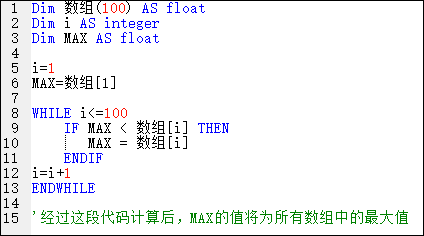 1 Dim 数组(100) AS float
2 Dim i AS integer
3 Dim MAX AS float
4
5 i=1
6 MAX=数组[1]
7
8 WHILE i<=100
9 IF MAX < 数组[i] THEN
10 MAX = 数组[i]
11 ENDIF
12 i=i+1
13 ENDWHILE
14
15 '经过这段代码计算后，MAX的值将为所有数组中的最大值